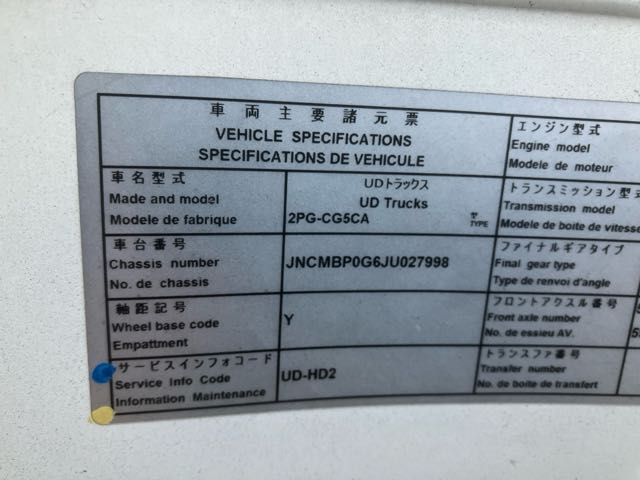 車両主要諸元票
VEHICLE SPECIFICATIONS
SPECIFICATIONS DE VEHICULE
車名型式
Made and model
Modele de fabrique
UDトラックス
UD Trucks
2PG-CG5CA
型
TYPE
車台番号
Chassis number
No. de chassis
JNCMBP0G6JU027998
軸距記号
Wheel base code
Empattment
Y
サービスインフォコード
Service Info Code
Information Maintenance
UD-HD2
エンジン型式
Engine model
Modele de moteur
トランスミッション型式
Transmission model
Modele de boite de vitesse
ファイナルギアタイプ
Final gear type
Type de renvoi d'angle
フロントアクスル番号
Front axle number
No. de essieu AV.
トランスファ番号
Transfer number
No. de boite de transfert